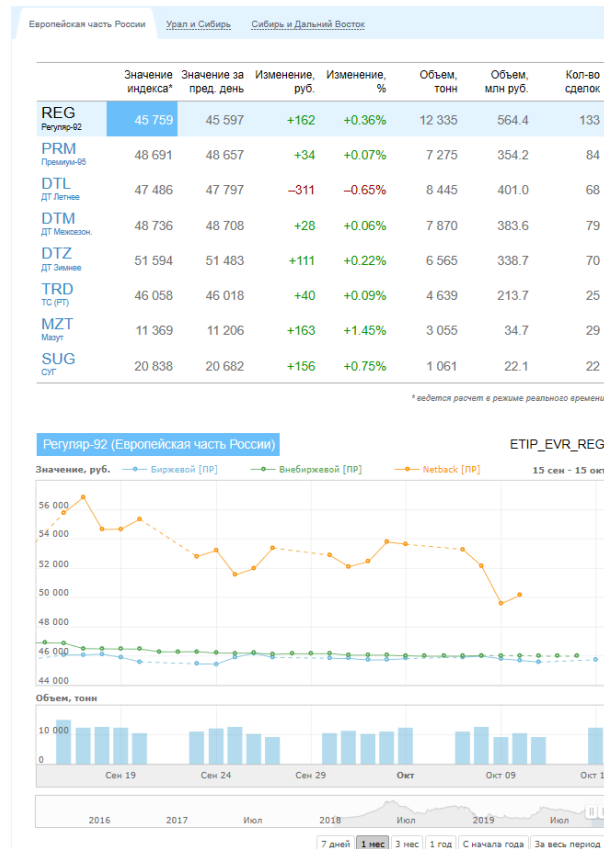 Европейская часть России Урал и Сибирь Сибирь и Дальний Восток
Значение индекса* Значение за пред. день Изменение, руб. Изменение, % Объем, тонн Объем, млн руб. Кол-во сделок
REG 45 759 45 597 +162 +0.36% 12 335 564.4 133
Регуляр-92
PRM 48 691 48 657 +34 +0.07% 7 275 354.2 84
Премиум-95
DTL 47 486 47 797 –311 –0.65% 8 445 401.0 68
ДТ Летнее
DTM 48 736 48 708 +28 +0.06% 7 870 383.6 79
ДТ Межсезон.
DTZ 51 594 51 483 +111 +0.22% 6 565 338.7 70
ДТ Зимнее
TRD 46 058 46 018 +40 +0.09% 4 639 213.7 25
ТС (РТ)
MZT 11 369 11 206 +163 +1.45% 3 055 34.7 29
Мазут
SUG 20 838 20 682 +156 +0.75% 1 061 22.1 22
СУГ
* ведется расчет в режиме реального времени
Регуляр-92 (Европейская часть России) ETIP_EVR_REG
Значение, руб. Биржевой [ПР] Внебиржевой [ПР] Netback [ПР] 15 сен - 15 окт
56 000
54 000
52 000
50 000
48 000
46 000
44 000
Объем, тонн
10 000
0
Сен 19 Сен 24 Сен 29 Окт Окт 09 Окт 1
2016 2017 Июл 2018 Июл 2019 Июл
7 дней 1 мес 3 мес 1 год С начала года За весь период